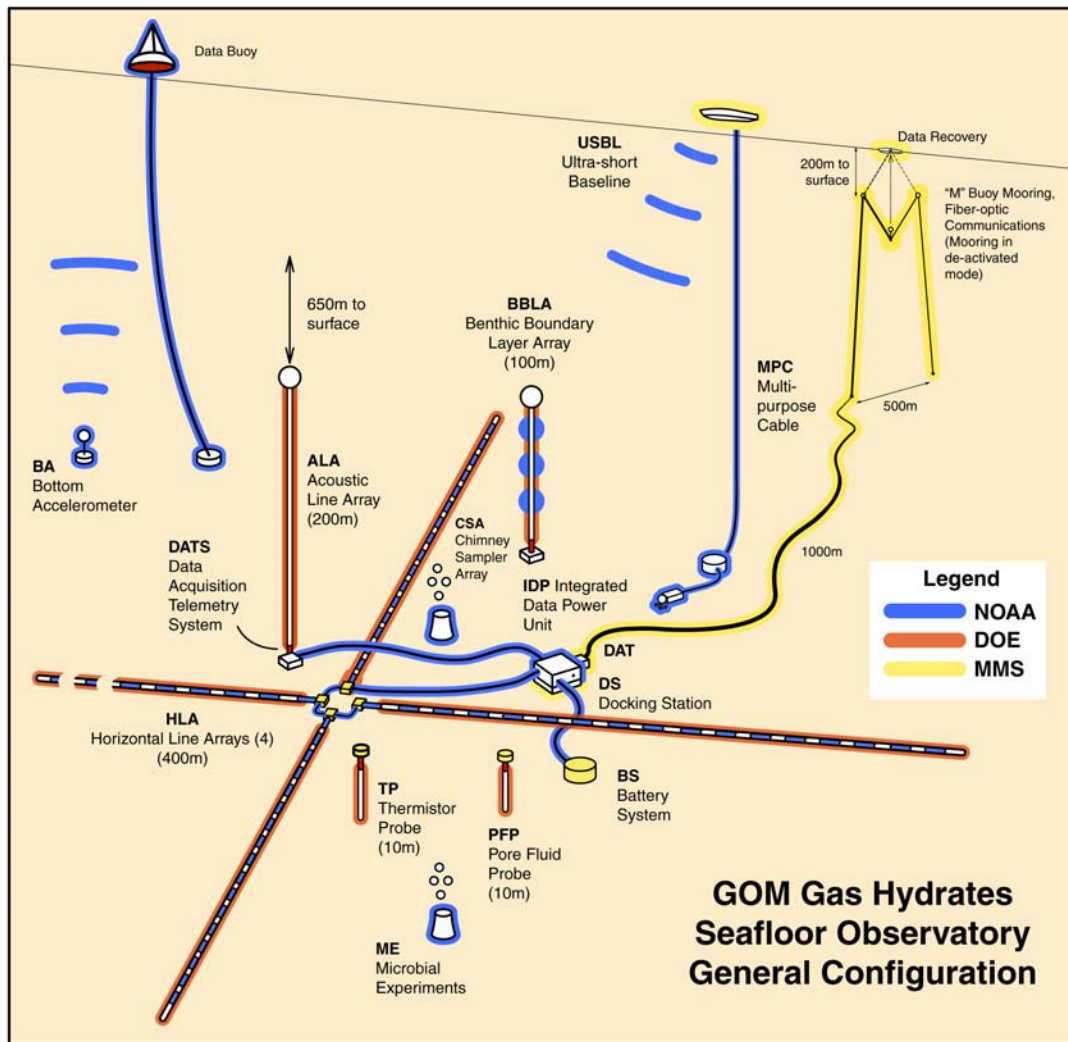 Data Buoy
USBL
Ultra-short
Baseline
Data Recovery
200m to
surface
“M” Buoy Mooring,
Fiber-optic
Communications
(Mooring in
de-activated
mode)
650m to
surface
BBLA
Benthic Boundary
Layer Array
(100m)
MPC
Multi-
purpose
Cable
500m
BA
Bottom
Accelerometer
ALA
Acoustic
Line Array
(200m)
CSA
Chimney
Sampler
Array
DATS
Data
Acquisition
Telemetry
System
IDP Integrated
Data Power
Unit
1000m
Legend
NOAA
DOE
MMS
DAT
DS
Docking Station
HLA
Horizontal Line Arrays (4)
(400m)
TP
Thermistor
Probe
(10m)
PFP
Pore Fluid
Probe
(10m)
BS
Battery
System
ME
Microbial
Experiments
GOM Gas Hydrates
Seafloor Observatory
General Configuration